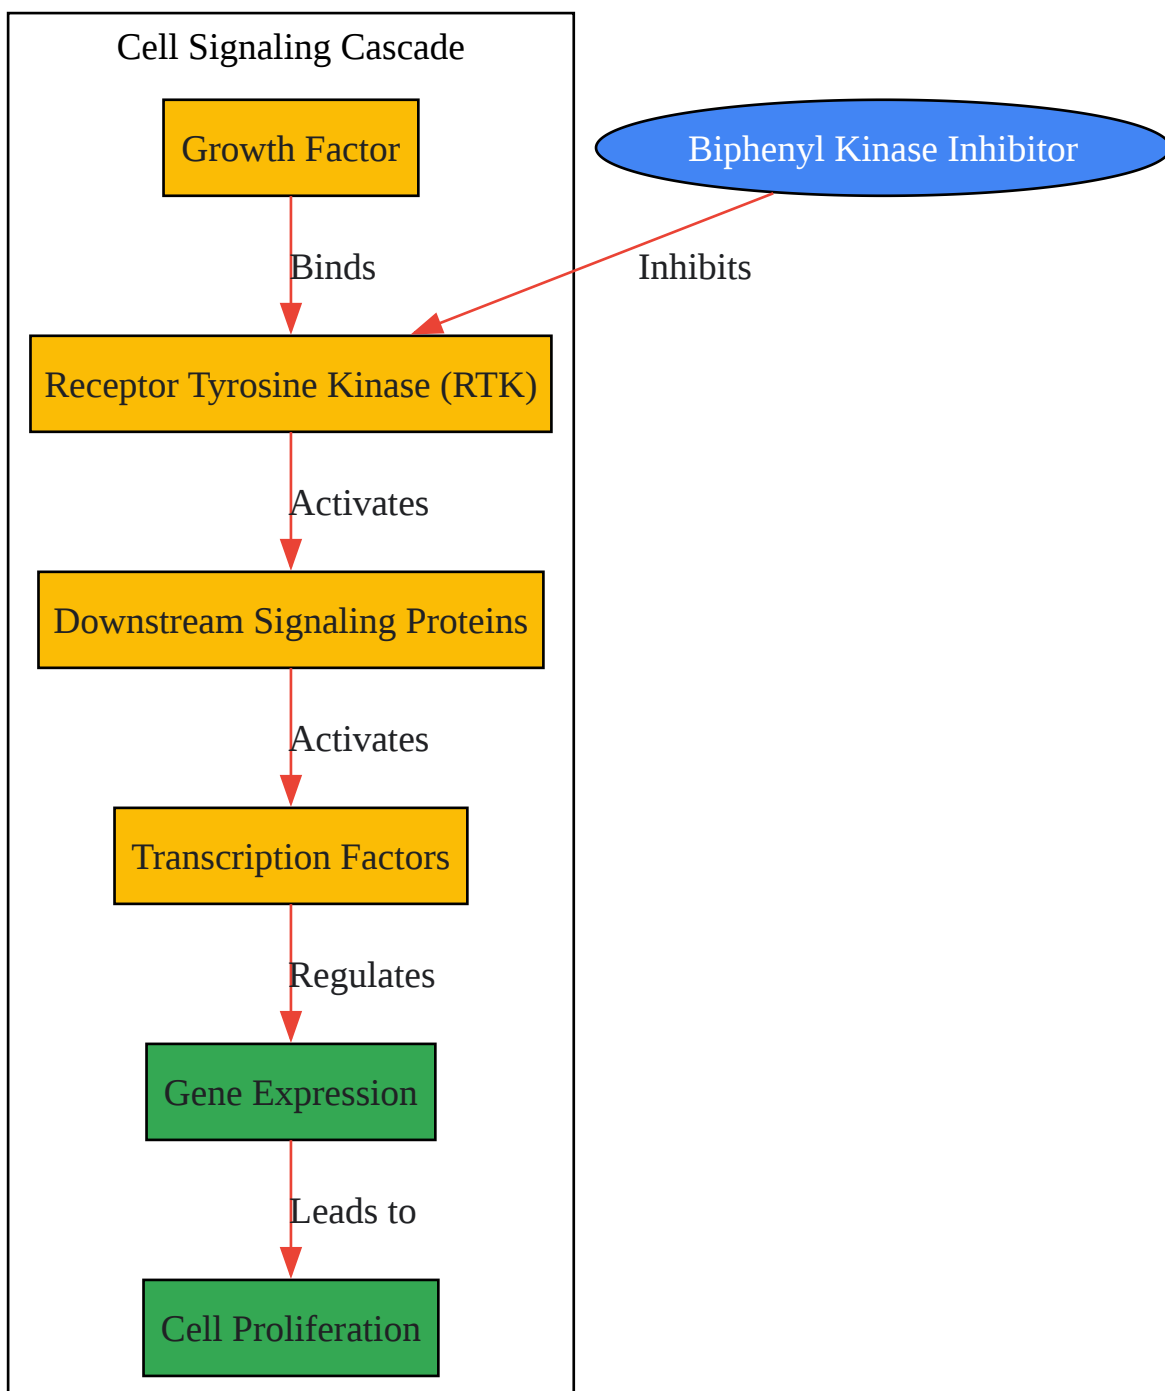 Cell Signaling Cascade
Growth Factor
Biphenyl Kinase Inhibitor
Binds
Inhibits
Receptor Tyrosine Kinase (RTK)
Activates
Downstream Signaling Proteins
Activates
Transcription Factors
Regulates
Gene Expression
Leads to
Cell Proliferation